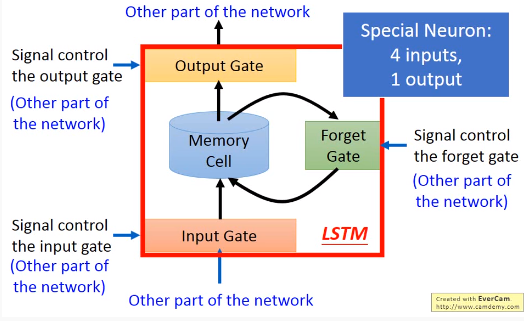 Other part of the network
Special Neuron:
4 inputs,
1 output
Signal control
the output gate
(Other part of
the network)
Output Gate
Memory
Cell
Forget
Gate
Signal control
the forget gate
(Other part of
the network)
Signal control
the input gate
(Other part of
the network)
Input Gate
LSTM
Other part of the network
Created with EverCam
http://www.camdemy.com